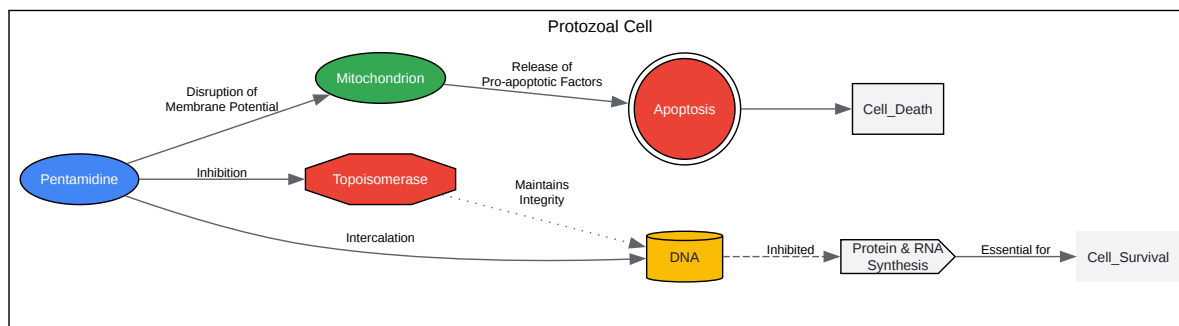 Protozoal Cell
Release of
Pro-apoptotic Factors
Mitochondrion
Disruption of
Membrane Potential
Apoptosis
Cell_Death
Pentamidine
Inhibition
Topoisomerase
Maintains
Integrity
Intercalation
DNA
Inhibited
Protein & RNA
Synthesis
Essential for
Cell_Survival